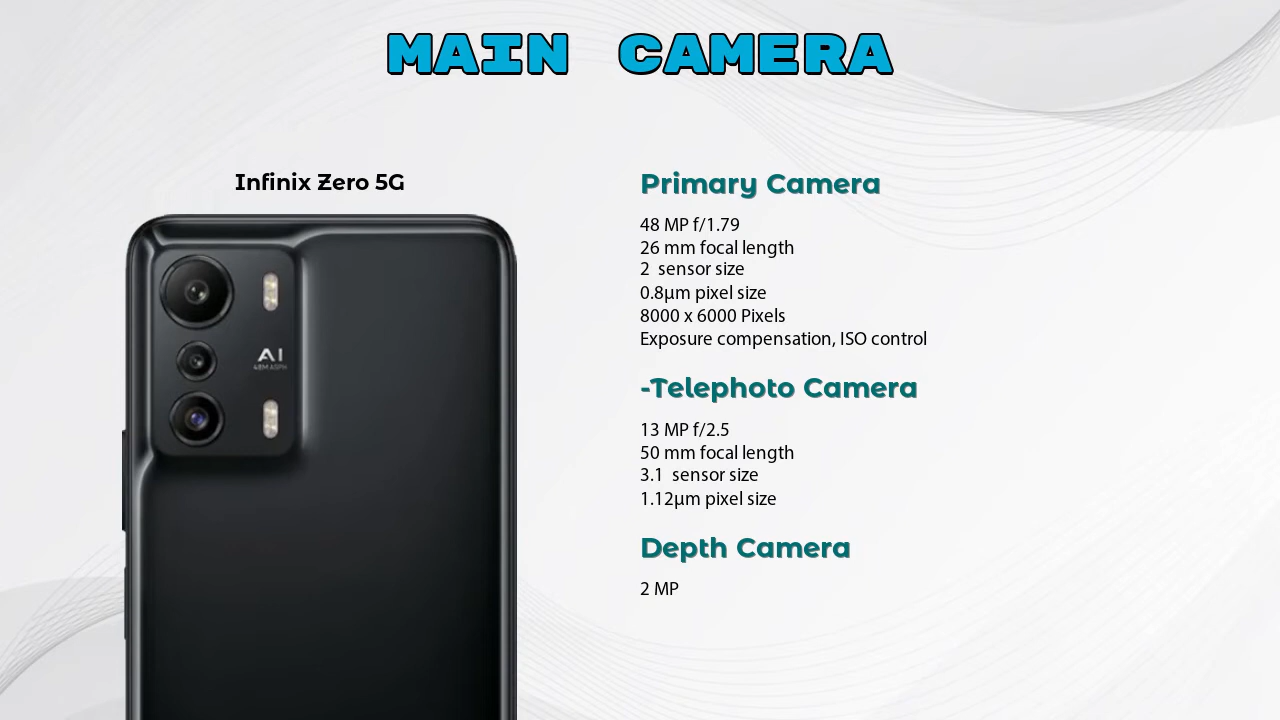 MAIN CAMERA
Infinix Zero 5G
Primary Camera
48 MP f/1.79
26 mm focal length
2  sensor size
0.8µm pixel size
8000 x 6000 Pixels
Exposure compensation, ISO control
-Telephoto Camera
13 MP f/2.5
50 mm focal length
3.1  sensor size
1.12µm pixel size
Depth Camera
2 MP
AI
48M ASPH